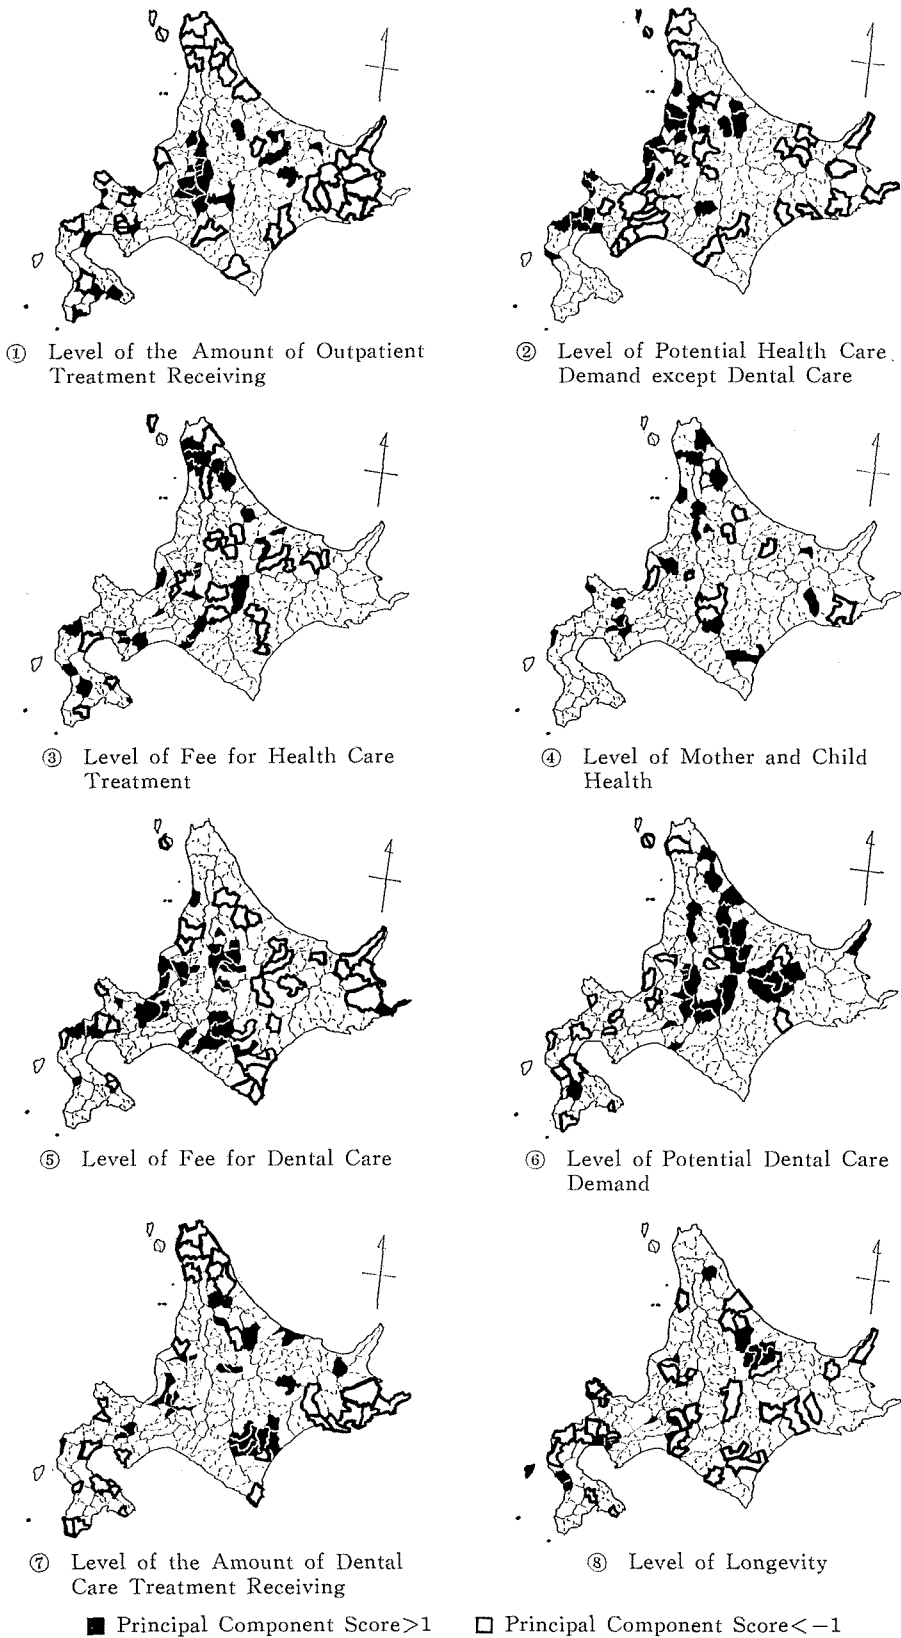 ① Level of the Amount of Outpatient
Treatment Receiving
② Level of Potential Health Care
Demand except Dental Care
③ Level of Fee for Health Care
Treatment
④ Level of Mother and Child
Health
⑤ Level of Fee for Dental Care
⑥ Level of Potential Dental Care
Demand
⑦ Level of the Amount of Dental
Care Treatment Receiving
⑧ Level of Longevity
■ Principal Component Score>1 □ Principal Component Score<−1